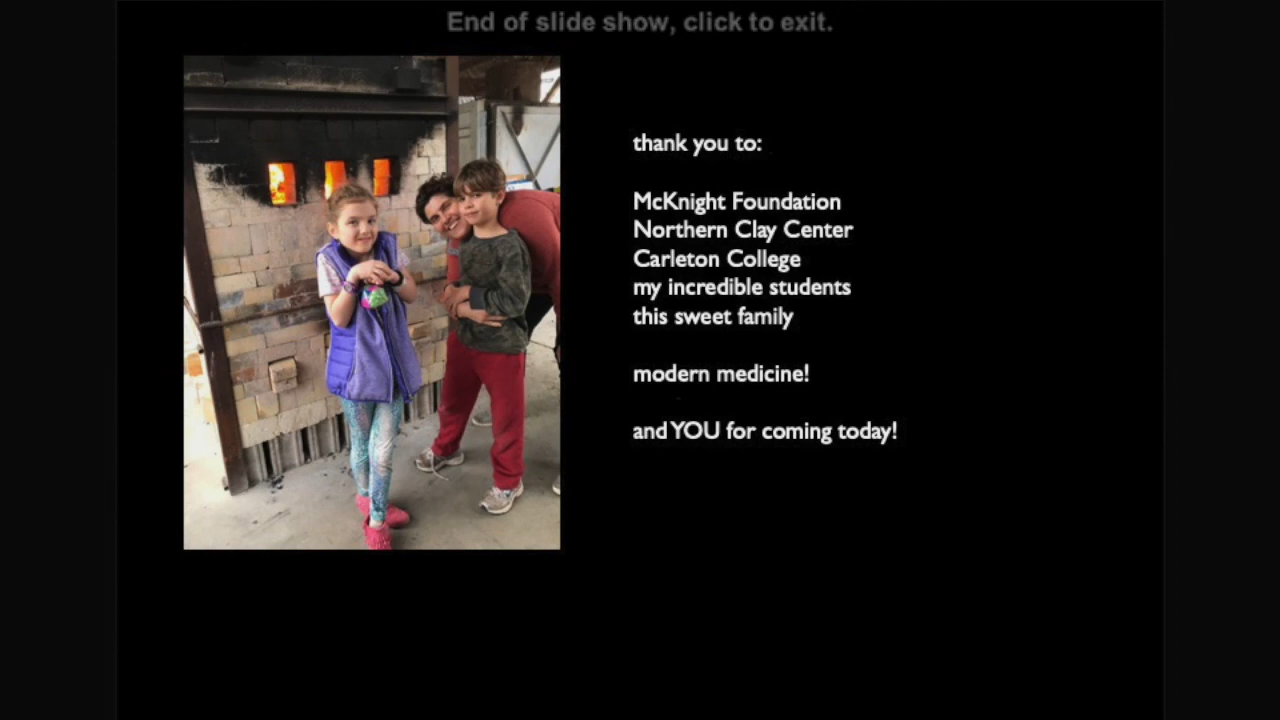 End of slide show, click to exit.
thank you to:
McKnight Foundation
Northern Clay Center
Carleton College
my incredible students
this sweet family
modern medicine!
and YOU for coming today!